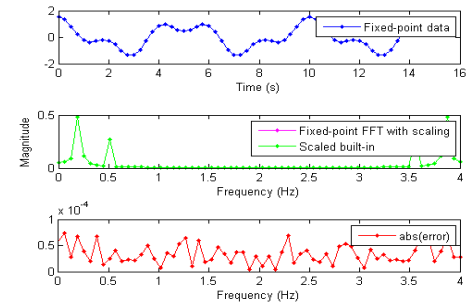 2
0
-2
Fixed-point data
0 2 4 6 8 10 12 14 16
Time (s)
Magnitude
0.5
0
Fixed-point FFT with scaling
Scaled built-in
0 0.5 1 1.5 2 2.5 3 3.5 4
Frequency (Hz)
x 10-4
1
0.5
0
abs(error)
0 0.5 1 1.5 2 2.5 3 3.5 4
Frequency (Hz)